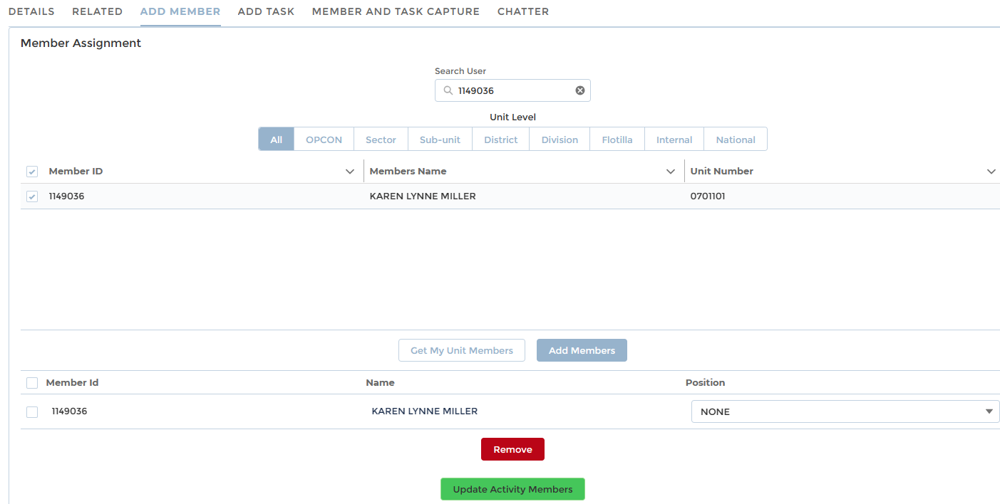 DETAILS RELATED ADD MEMBER ADD TASK MEMBER AND TASK CAPTURE CHATTER
Member Assignment
Search User
1149036
Unit Level
All OPCON Sector Sub-unit District Division Flotilla Internal National
Member ID Members Name Unit Number
1149036 KAREN LYNNE MILLER 0701101
Get My Unit Members Add Members
Member Id Name Position
1149036 KAREN LYNNE MILLER NONE
Remove
Update Activity Members